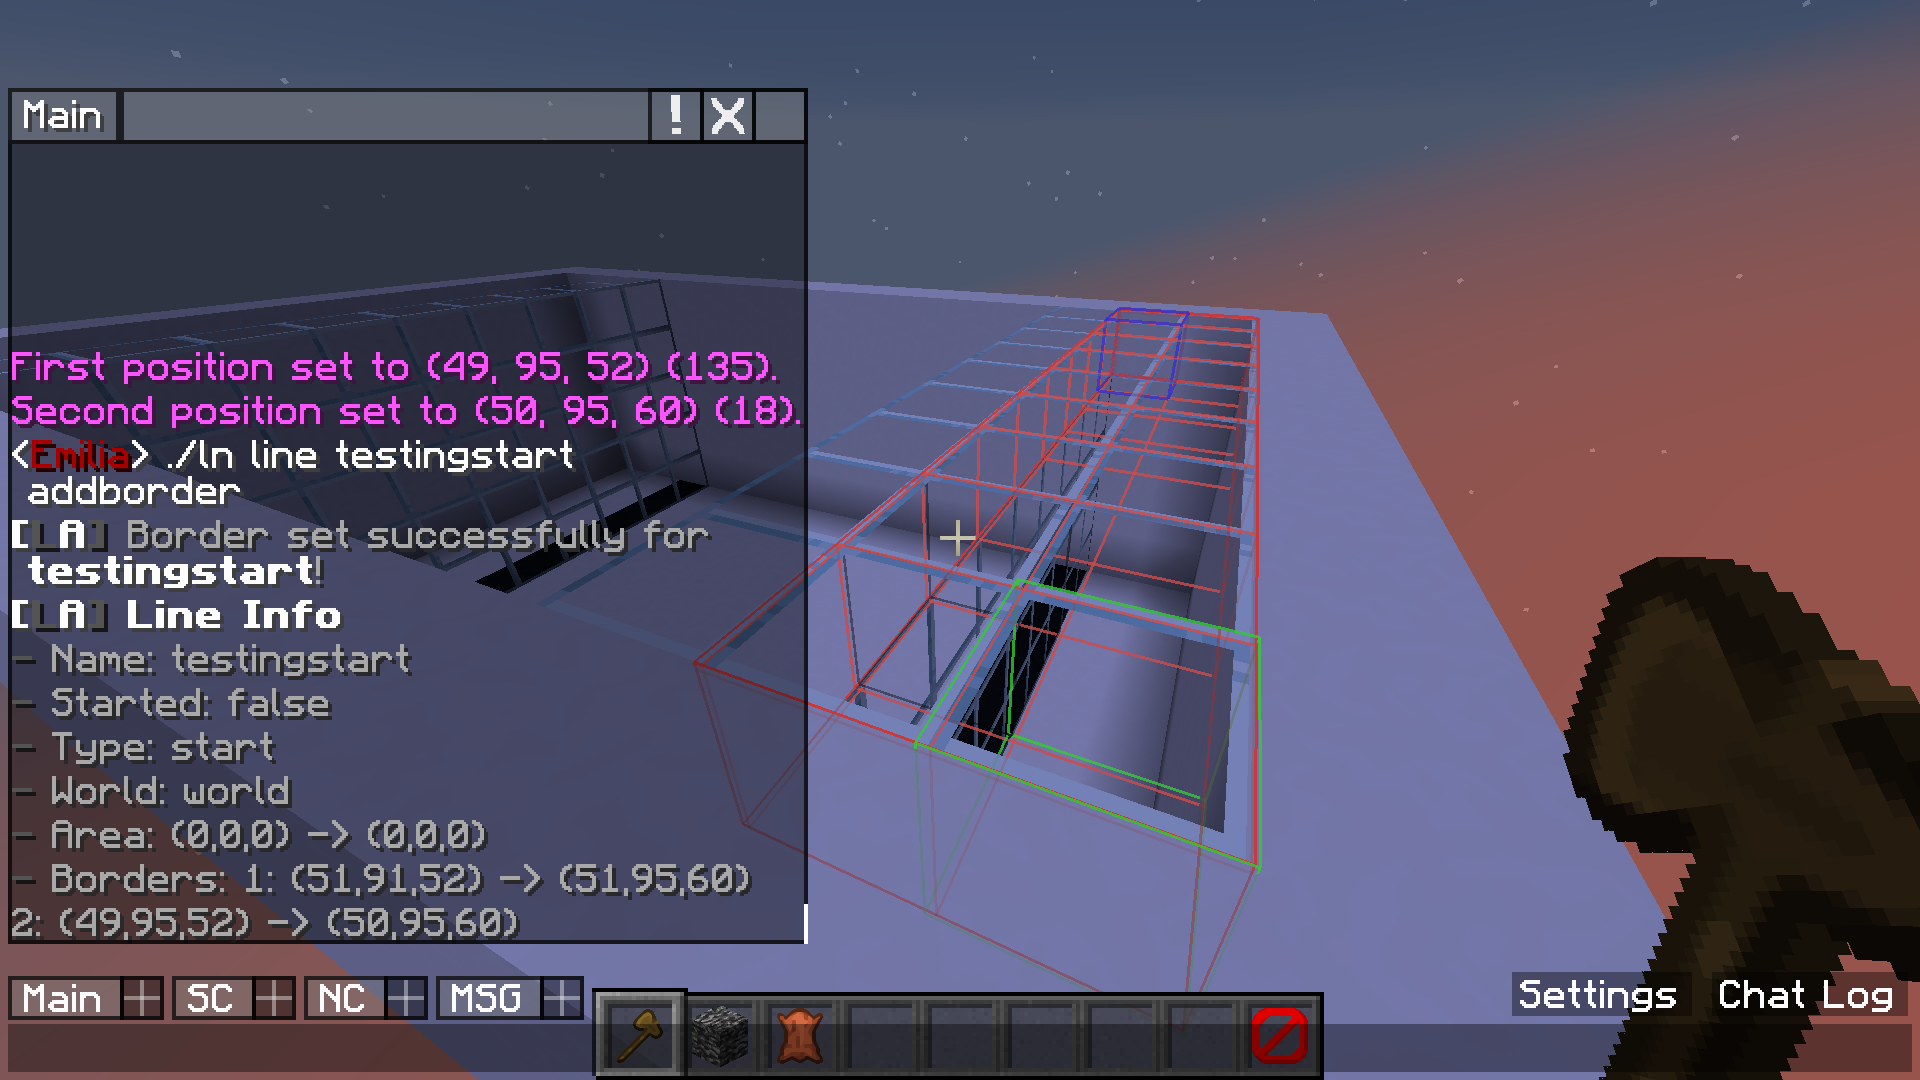 Main ! X
First position set to (49, 95, 52) (135).
Second position set to (50, 95, 60) (18).
<Emilia> ./ln line testingstart
addborder
[LA] Border set successfully for
testingstart!
[LA] Line Info
- Name: testingstart
- Started: false
- Type: start
- World: world
- Area: (0,0,0) -> (0,0,0)
- Borders: 1: (51,91,52) -> (51,95,60)
2: (49,95,52) -> (50,95,60)
Main + SC + NC + MSG +
Settings Chat Log